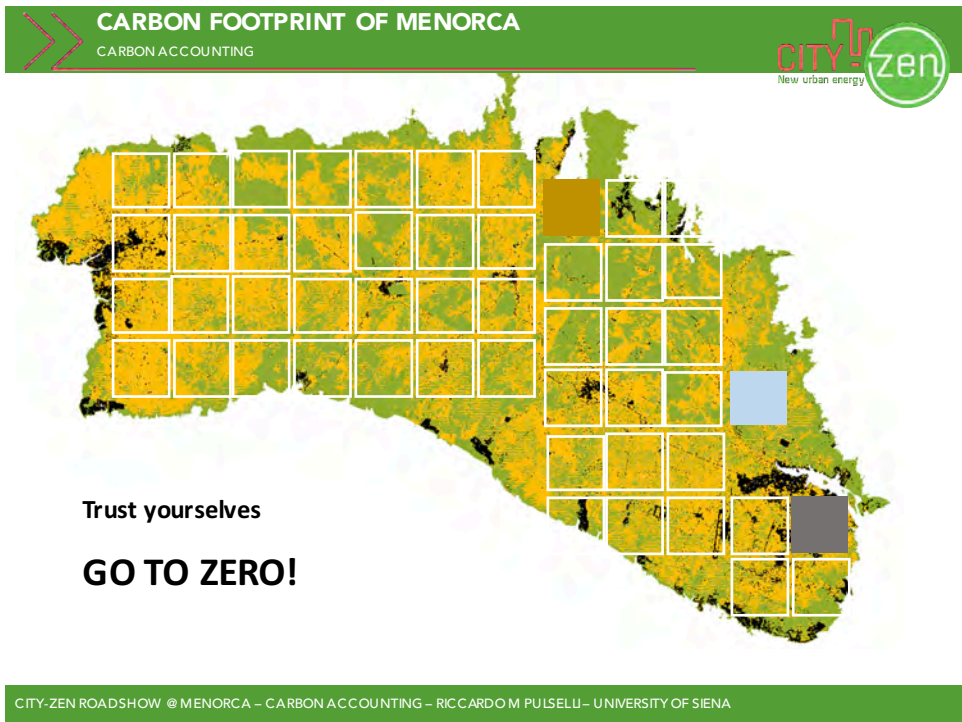 CARBON FOOTPRINT OF MENORCA
CARBON ACCOUNTING
CITY
zen
New urban energy
Trust yourselves
GO TO ZERO!
CITY-ZEN ROADSHOW @ MENORCA – CARBON ACCOUNTING – RICCARDO M PULSELLI – UNIVERSITY OF SIENA